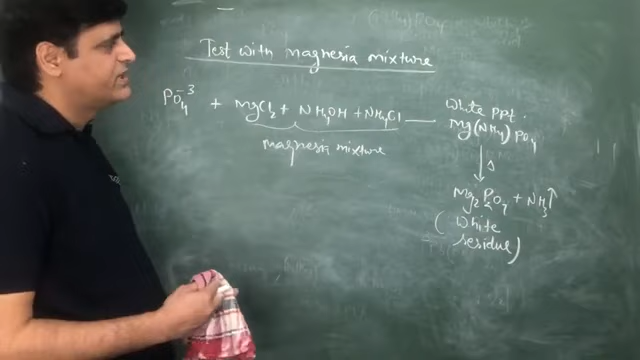 Test with magnesia mixture
PO₄⁻³ + MgCl₂ + NH₄OH + NH₄Cl —
magnesia mixture
White ppt.
Mg(NH₄)PO₄
↓ Δ
Mg₂P₂O₇ + NH₃↑
(White
residue)